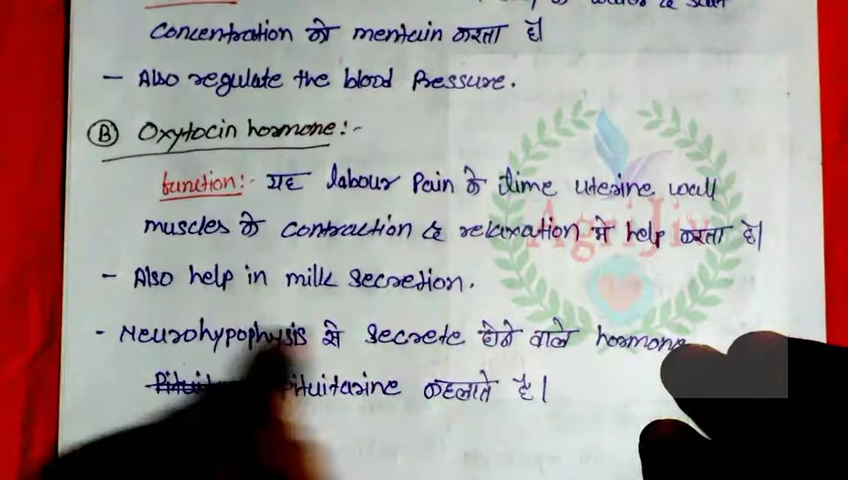 concentration को mentain करता है।
— Also regulate the blood Pressure.
Ⓑ Oxytocin hormone:-
function:- यह labour Pain के time uterine wall
muscles के contraction & relaxation मे help करता है।
- Also help in milk secretion.
- Neurohypophysis से secrete होने वाले hormone
Pituitarine कहलाते है।
AgriJiv